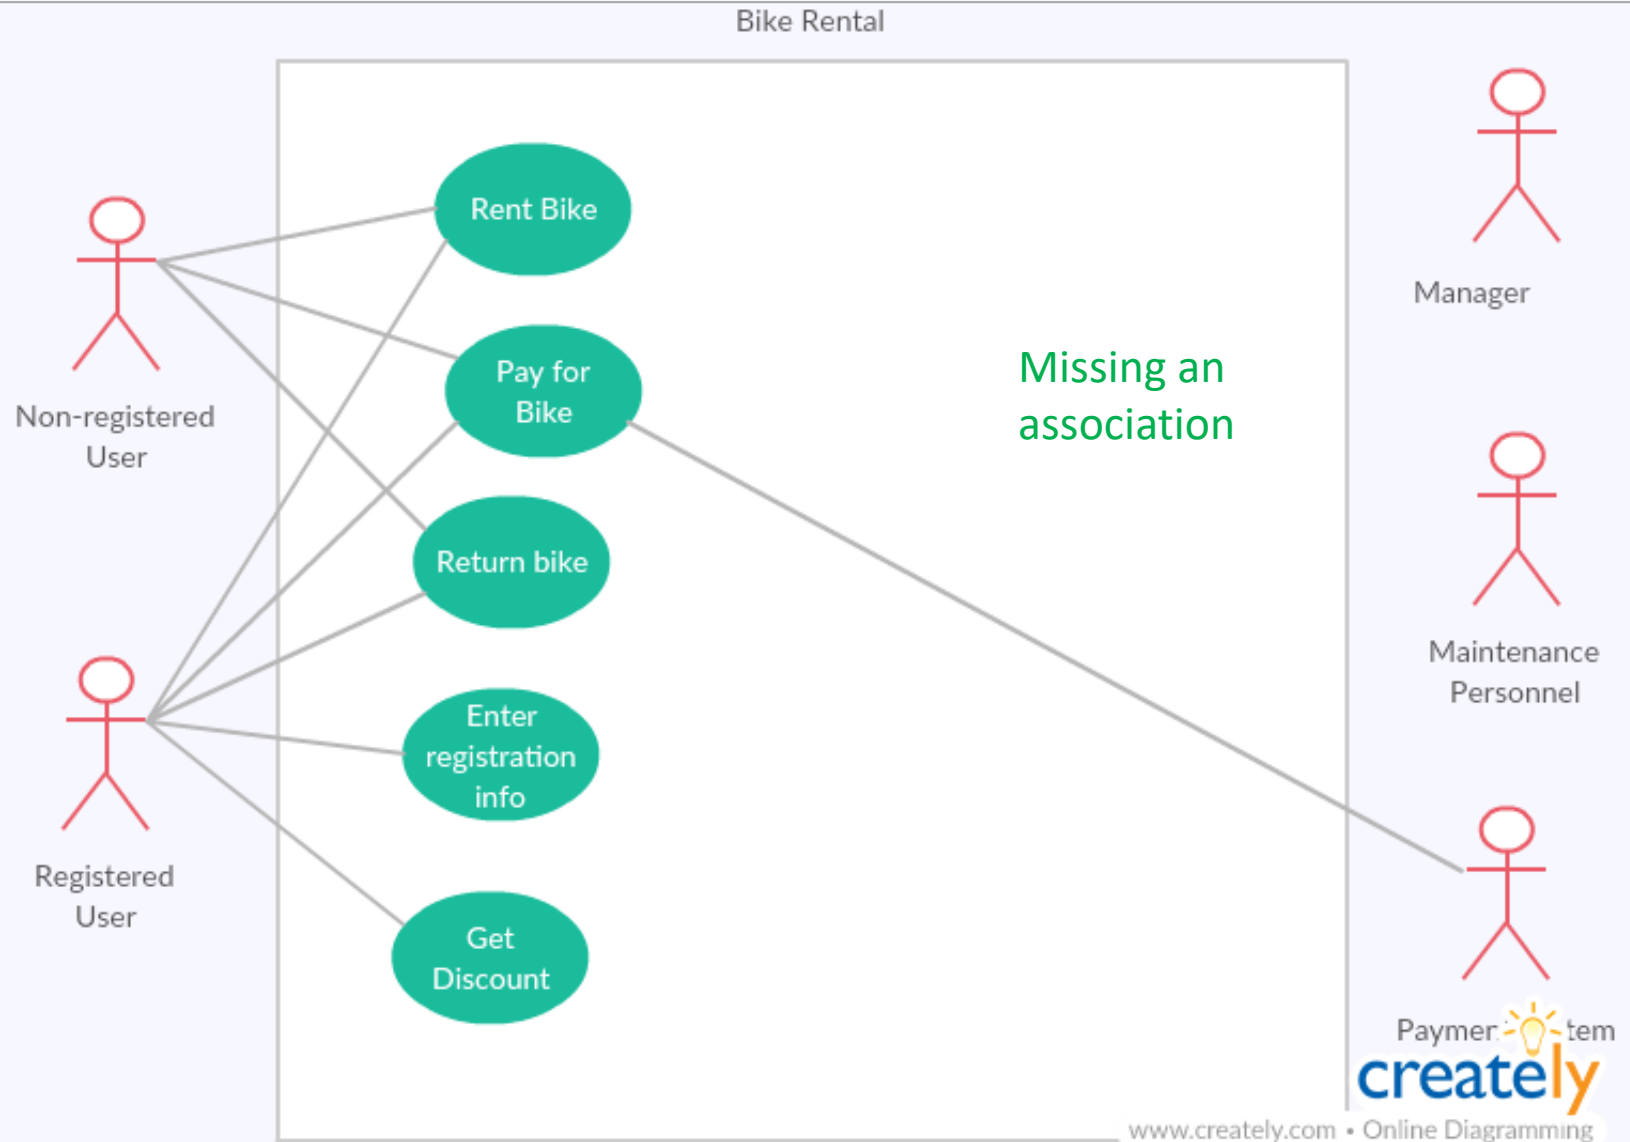 Bike Rental
Rent Bike
Pay for
Bike
Return bike
Enter
registration
info
Get
Discount
Non-registered
User
Registered
User
Missing an
association
Manager
Maintenance
Personnel
creately
www.creately.com • Online Diagramming